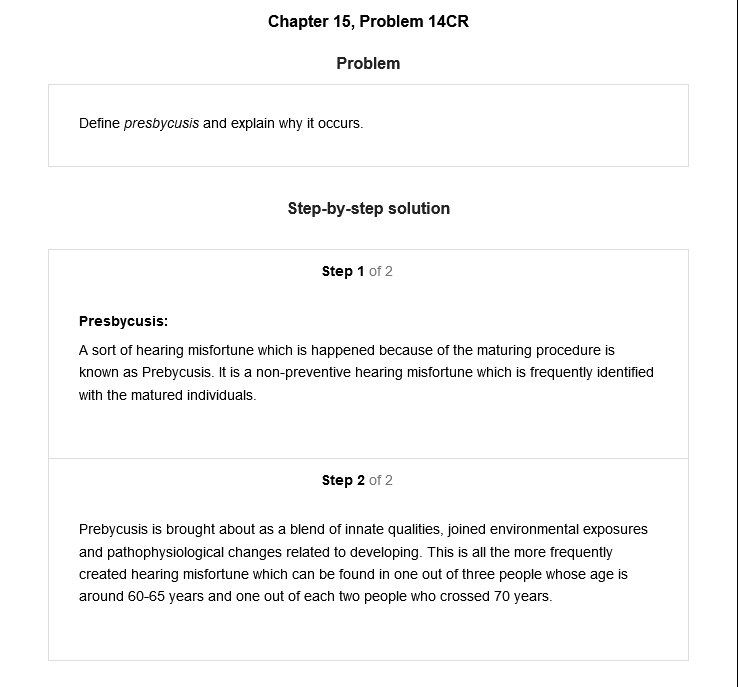 Chapter 15, Problem 14CR
Problem
Define presbycusis and explain why it occurs.
Step-by-step solution
Step 1 of 2
Presbycusis:
A sort of hearing misfortune which is happened because of the maturing procedure is
known as Prebycusis. It is a non-preventive hearing misfortune which is frequently identified
with the matured individuals.
Step 2 of 2
Prebycusis is brought about as a blend of innate qualities, joined environmental exposures
and pathophysiological changes related to developing. This is all the more frequently
created hearing misfortune which can be found in one out of three people whose age is
around 60-65 years and one out of each two people who crossed 70 years.